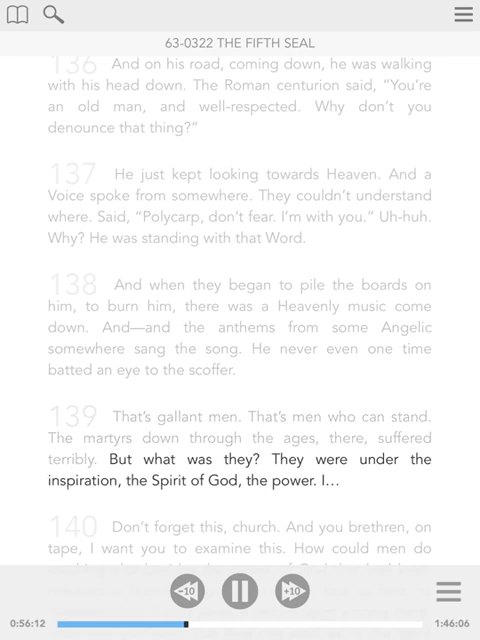 63-0322 THE FIFTH SEAL
136 And on his road, coming down, he was walking
with his head down. The Roman centurion said, “You’re
an old man, and well-respected. Why don’t you
denounce that thing?”
137 He just kept looking towards Heaven. And a
Voice spoke from somewhere. They couldn’t understand
where. Said, “Polycarp, don’t fear. I’m with you.” Uh-huh.
Why? He was standing with that Word.
138 And when they began to pile the boards on
him, to burn him, there was a Heavenly music come
down. And—and the anthems from some Angelic
somewhere sang the song. He never even one time
batted an eye to the scoffer.
139 That’s gallant men. That’s men who can stand.
The martyrs down through the ages, there, suffered
terribly. But what was they? They were under the
inspiration, the Spirit of God, the power. I…
140 Don’t forget this, church. And you brethren, on
tape, I want you to examine this. How could men do
-10
+10
0:56:12
1:46:06